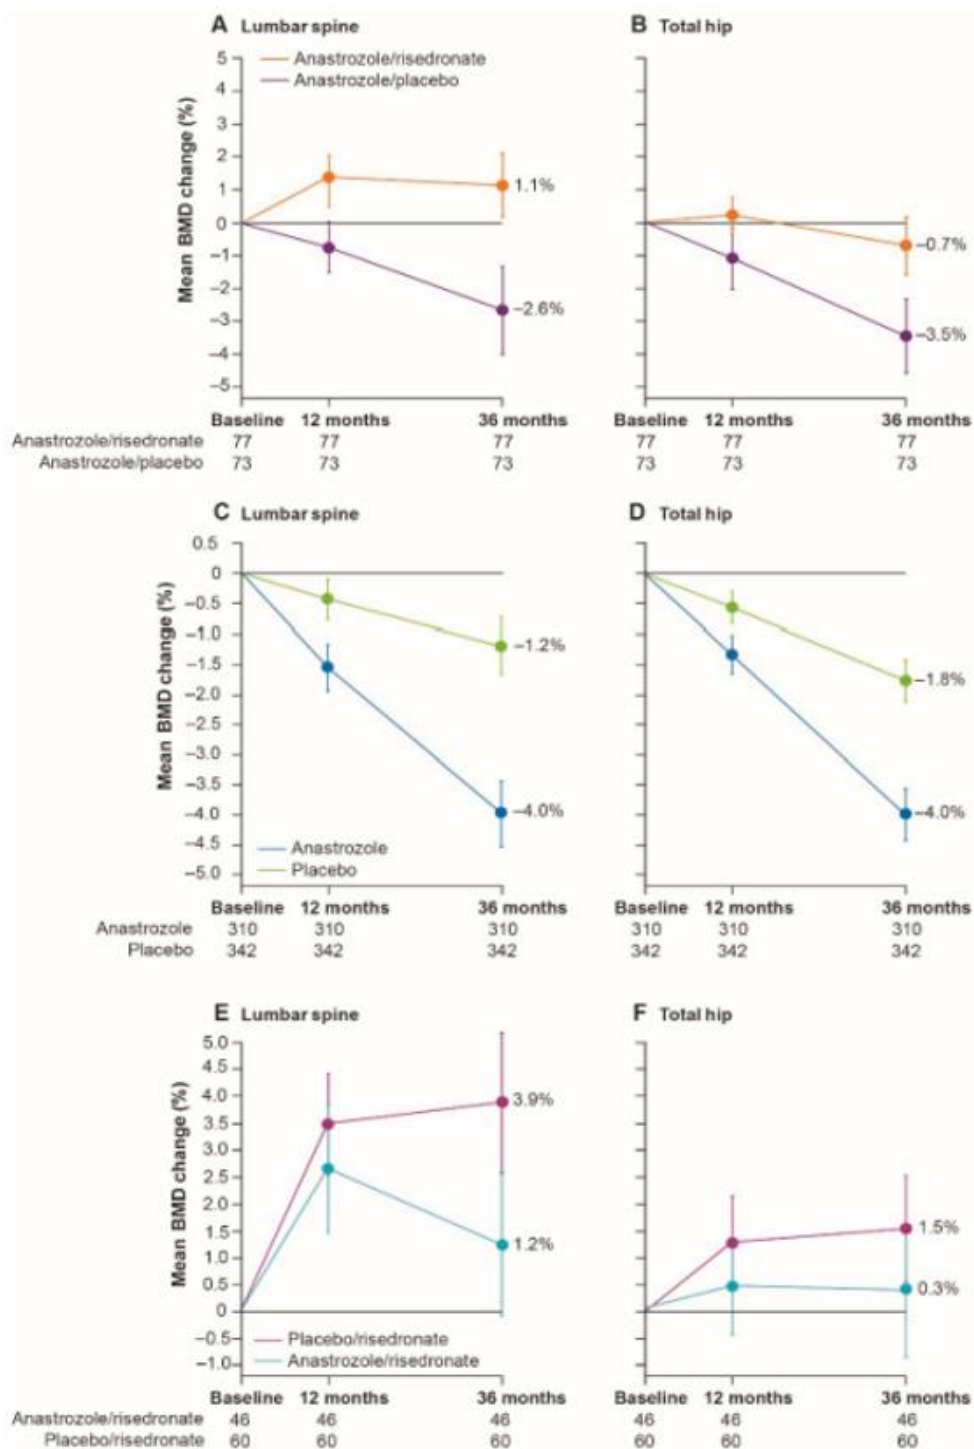 A Lumbar spine
B Total hip
Anastrozole/risedronate
Anastrozole/placebo
Mean BMD change (%)
5
4
3
2
1
0
–1
–2
–3
–4
–5
1.1%
–2.6%
–0.7%
–3.5%
Baseline 12 months 36 months
Baseline 12 months 36 months
Anastrozole/risedronate 77 77 77 77 77 77
Anastrozole/placebo 73 73 73 73 73 73
C Lumbar spine
D Total hip
Mean BMD change (%)
0.5
0
–0.5
–1.0
–1.5
–2.0
–2.5
–3.0
–3.5
–4.0
–4.5
–5.0
–1.2%
–4.0%
–1.8%
–4.0%
Anastrozole
Placebo
Baseline 12 months 36 months
Baseline 12 months 36 months
Anastrozole 310 310 310 310 310 310
Placebo 342 342 342 342 342 342
E Lumbar spine
F Total hip
Mean BMD change (%)
5.0
4.5
4.0
3.5
3.0
2.5
2.0
1.5
1.0
0.5
0
–0.5
–1.0
3.9%
1.2%
1.5%
0.3%
Placebo/risedronate
Anastrozole/risedronate
Baseline 12 months 36 months
Baseline 12 months 36 months
Anastrozole/risedronate 46 46 46 46 46 46
Placebo/risedronate 60 60 60 60 60 60